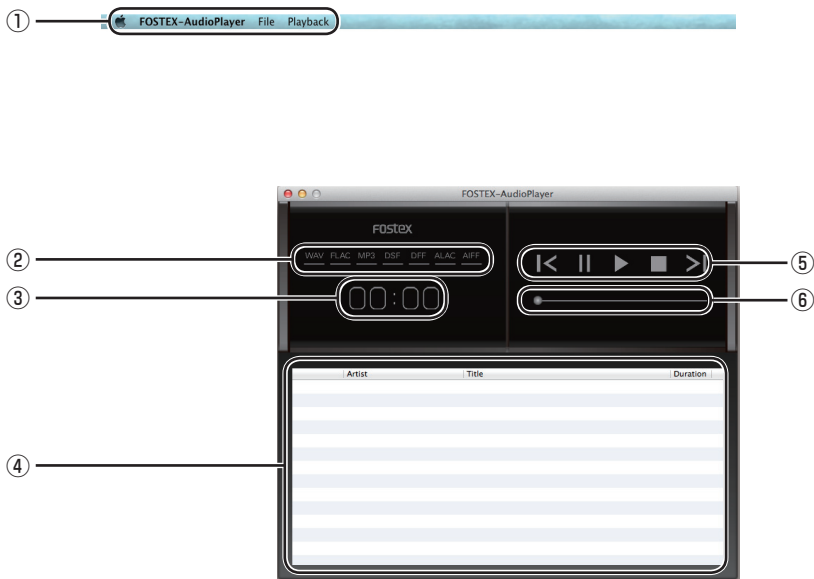 ① FOSTEX-AudioPlayer File Playback
FOSTEX-AudioPlayer
FOSTEX
② WAV FLAC MP3 DSF DFF ALAC AIFF
⑤
③ 00:00
⑥
Artist Title Duration
④